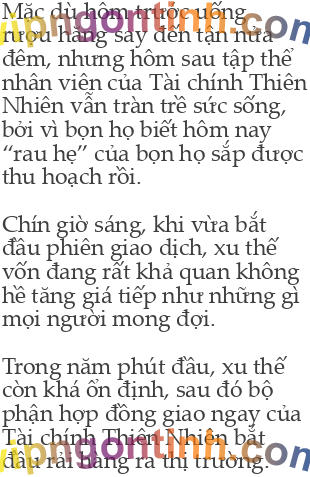 Mặc dù hôm trước uống
rượu hăng say đến tận nửa
đêm, nhưng hôm sau tập thể
nhân viên của Tài chính Thiên
Nhiên vẫn tràn trề sức sống,
bởi vì bọn họ biết hôm nay
“rau hẹ” của bọn họ sắp được
thu hoạch rồi.
Chín giờ sáng, khi vừa bắt
đầu phiên giao dịch, xu thế
vốn đang rất khả quan không
hề tăng giá tiếp như những gì
mọi người mong đợi.
Trong năm phút đầu, xu thế
còn khá ổn định, sau đó bộ
phận hợp đồng giao ngay của
Tài chính Thiên Nhiên bắt
đầu rải hàng ra thị trường.
vipngontinh.com
vipngontinh.com